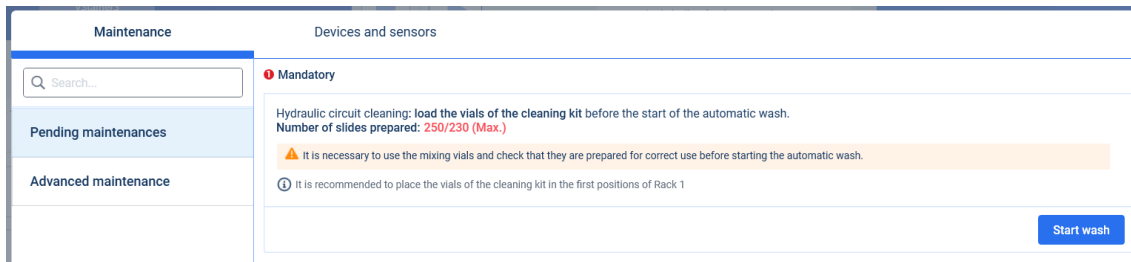 Maintenance
Devices and sensors
Search...
Pending maintenances
Advanced maintenance
Mandatory
Hydraulic circuit cleaning: load the vials of the cleaning kit before the start of the automatic wash.
Number of slides prepared: 250/230 (Max.)
It is necessary to use the mixing vials and check that they are prepared for correct use before starting the automatic wash.
It is recommended to place the vials of the cleaning kit in the first positions of Rack 1
Start wash